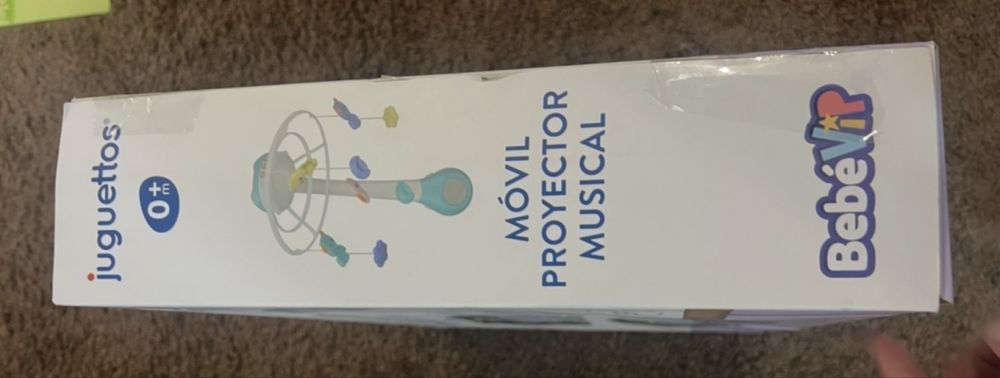 juguettos®
0+
m
MÓVIL
PROYECTOR
MUSICAL
BebéViP